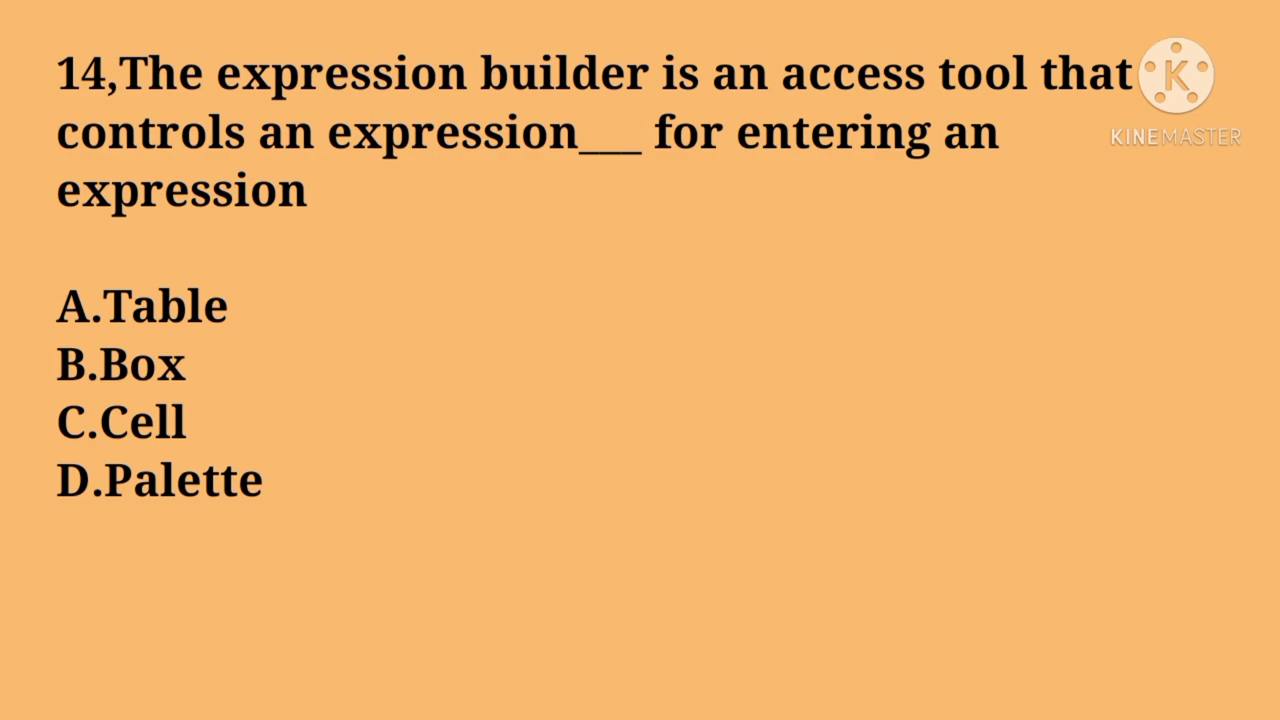 14,The expression builder is an access tool that
controls an expression___ for entering an
expression
A.Table
B.Box
C.Cell
D.Palette
K
KINEMASTER